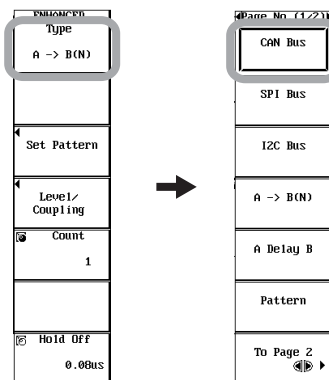 ENHANCED
Type
A -> B(N)
Set Pattern
Level/
Coupling
Count
1
Hold Off
0.08us
Page No.(1/2)
CAN Bus
SPI Bus
I2C Bus
A -> B(N)
A Delay B
Pattern
To Page 2